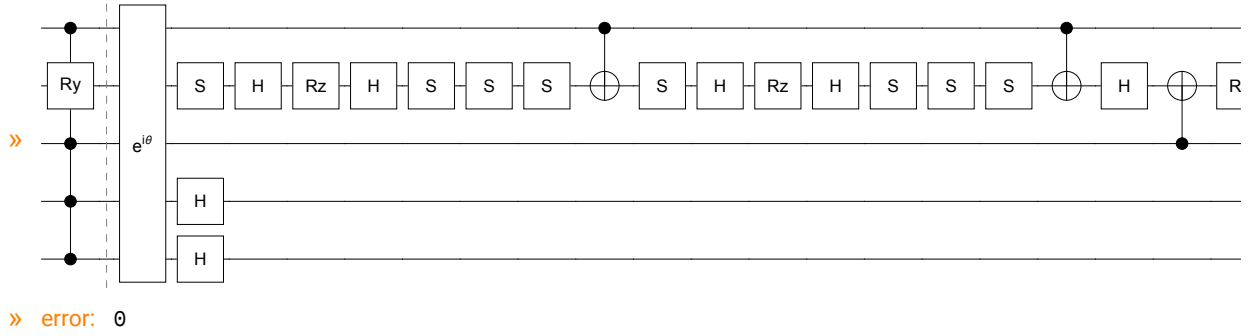 Ry S H Rz H S S S S H Rz H S S S H R
»
e^iθ
H
H
» error: 0